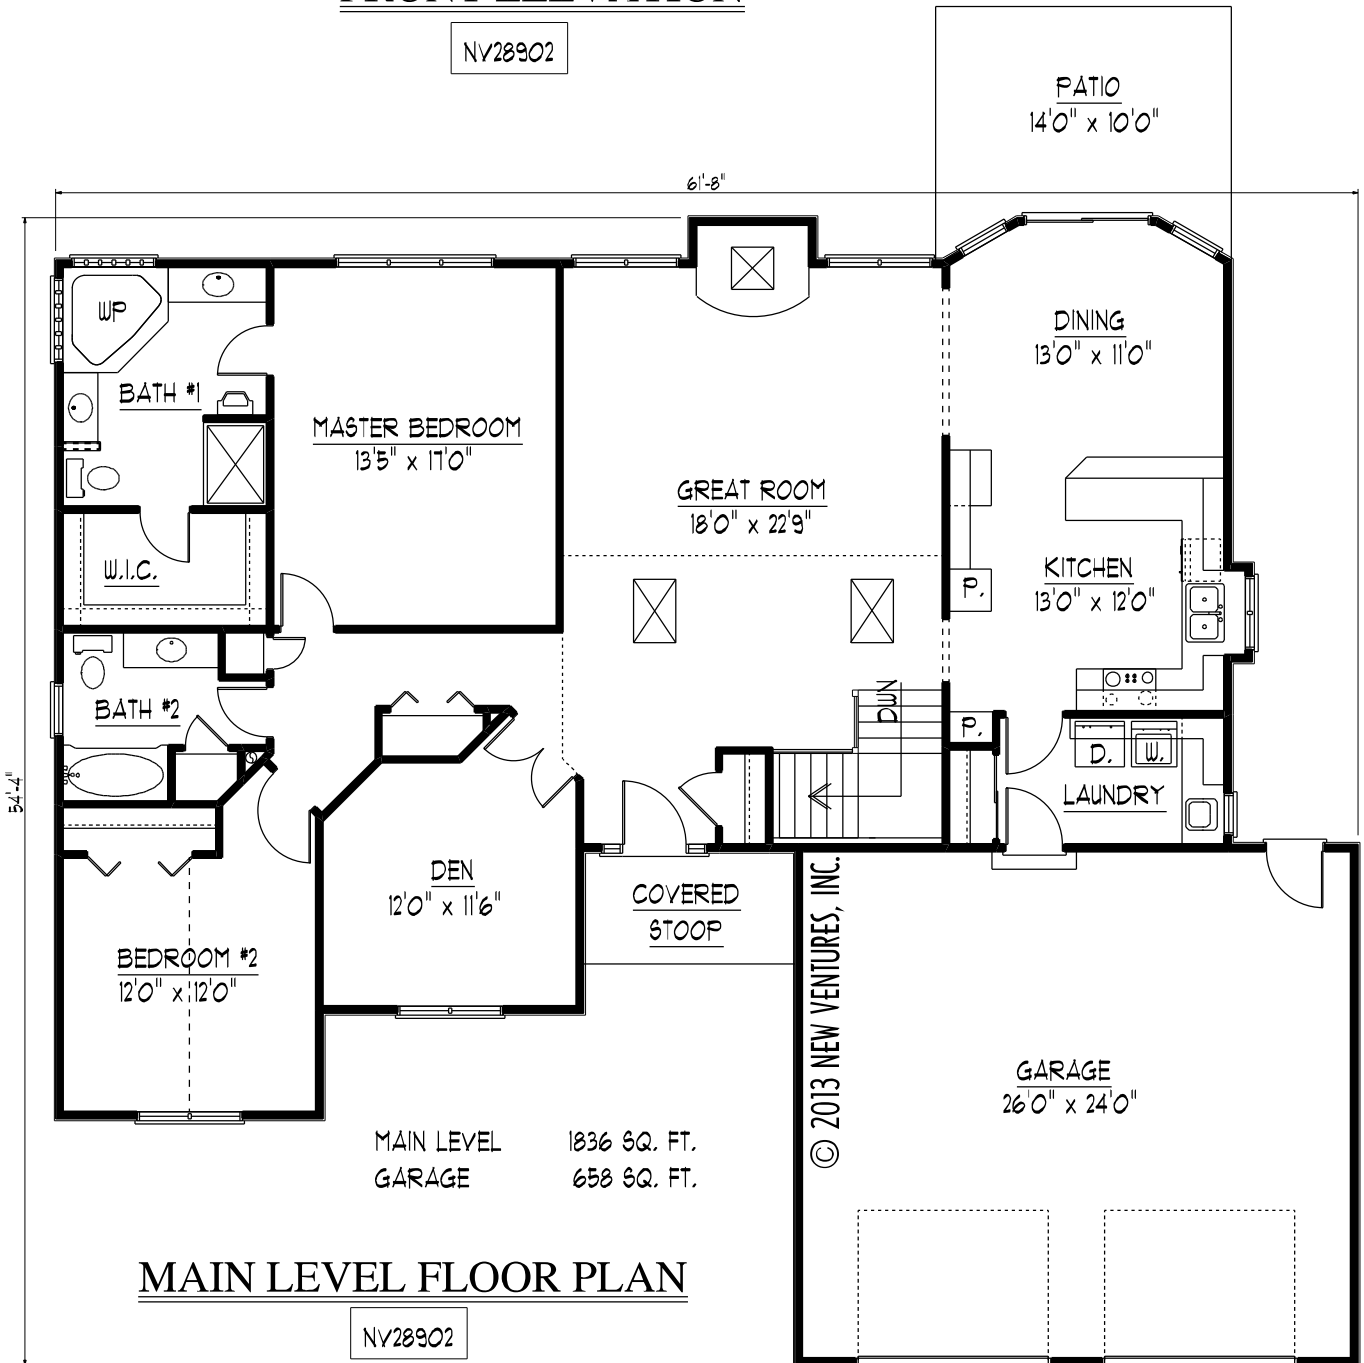 FRONT ELEVATION
NV28902
PATIO
14'0" x 10'0"
61'-8"
WP
BATH #1
MASTER BEDROOM
13'5" x 17'0"
GREAT ROOM
18'0" x 22'9"
DINING
13'0" x 11'0"
W.I.C.
KITCHEN
13'0" x 12'0"
P.
BATH #2
DWN
P.
D.
W.
LAUNDRY
54'-4"
DEN
12'0" x 11'6"
COVERED
STOOP
BEDROOM #2
12'0" x 12'0"
© 2013 NEW VENTURES, INC.
GARAGE
26'0" x 24'0"
MAIN LEVEL 1836 SQ. FT.
GARAGE 658 SQ. FT.
MAIN LEVEL FLOOR PLAN
NV28902